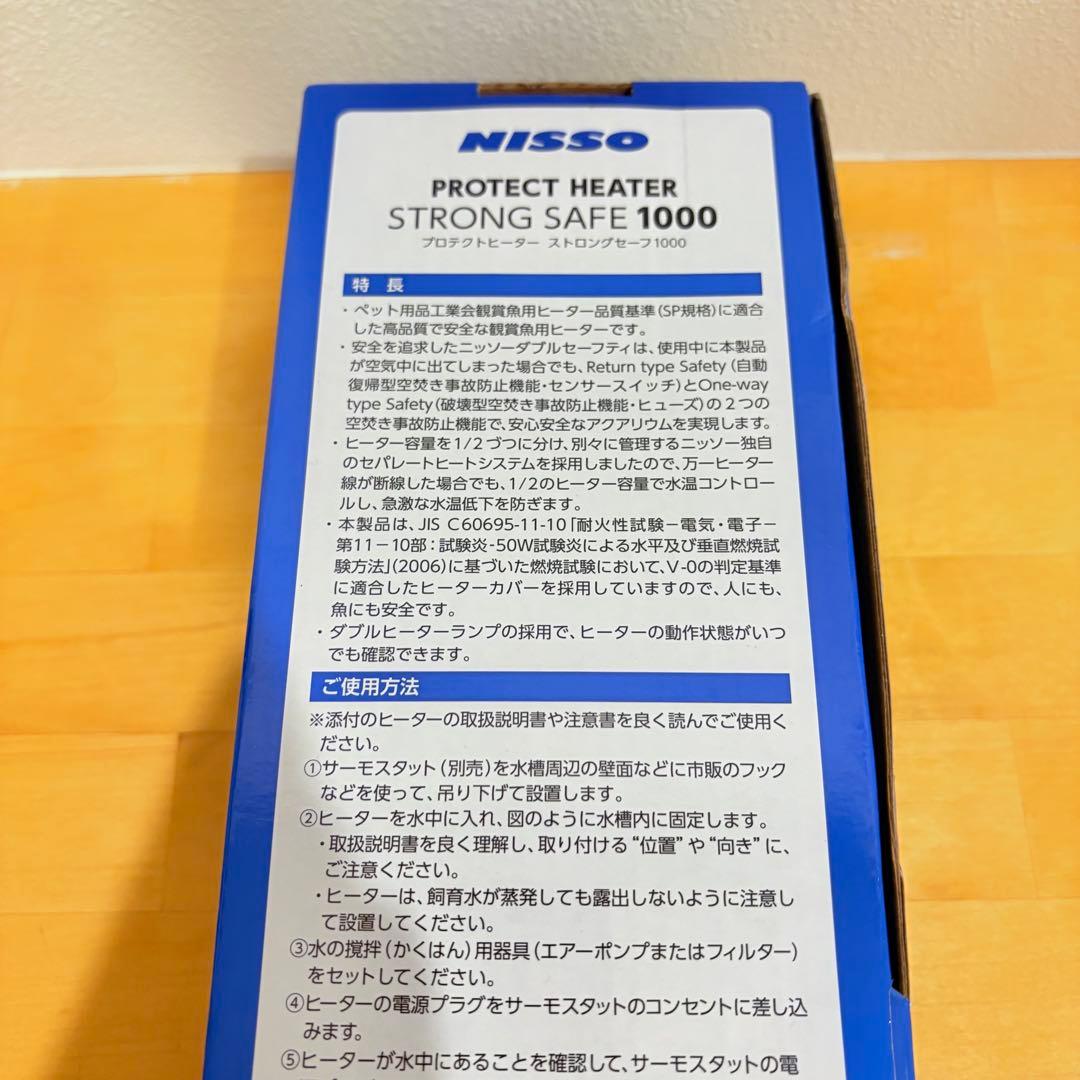 NISSO
PROTECT HEATER
STRONG SAFE 1000
プロテクトヒーター ストロングセーフ1000
特 長
・ペット用品工業会観賞魚用ヒーター品質基準(SP規格)に適合
した高品質で安全な観賞魚用ヒーターです。
・安全を追求したニッソーダブルセーフティは、使用中に本製品
が空気中に出てしまった場合でも、Return type Safety(自動
復帰型空焚き事故防止機能・センサースイッチ)とOne-way
type Safety(破壊型空焚き事故防止機能・ヒューズ)の2つの
空焚き事故防止機能で、安心安全なアクアリウムを実現します。
・ヒーター容量を1/2づつに分け、別々に管理するニッソー独自
のセパレートヒートシステムを採用しましたので、万一ヒーター
線が断線した場合でも、1/2のヒーター容量で水温コントロー
ルし、急激な水温低下を防ぎます。
・本製品は、JIS C60695-11-10「耐火性試験−電気・電子−
第11−10部:試験炎-50W試験炎による水平及び垂直燃焼試
験方法」(2006)に基づいた燃焼試験において、V-0の判定基準
に適合したヒーターカバーを採用していますので、人にも、
魚にも安全です。
・ダブルヒーターランプの採用で、ヒーターの動作状態がいつ
でも確認できます。
ご使用方法
※添付のヒーターの取扱説明書や注意書を良く読んでご使用く
ださい。
①サーモスタット(別売)を水槽周辺の壁面などに市販のフック
などを使って、吊り下げて設置します。
②ヒーターを水中に入れ、図のように水槽内に固定します。
・取扱説明書を良く理解し、取り付ける“位置”や“向き”に、
ご注意ください。
・ヒーターは、飼育水が蒸発しても露出しないように注意し
て設置してください。
③水の撹拌(かくはん)用器具(エアーポンプまたはフィルター)
をセットしてください。
④ヒーターの電源プラグをサーモスタットのコンセントに差し込
みます。
⑤ヒーターが水中にあることを確認して、サーモスタットの電